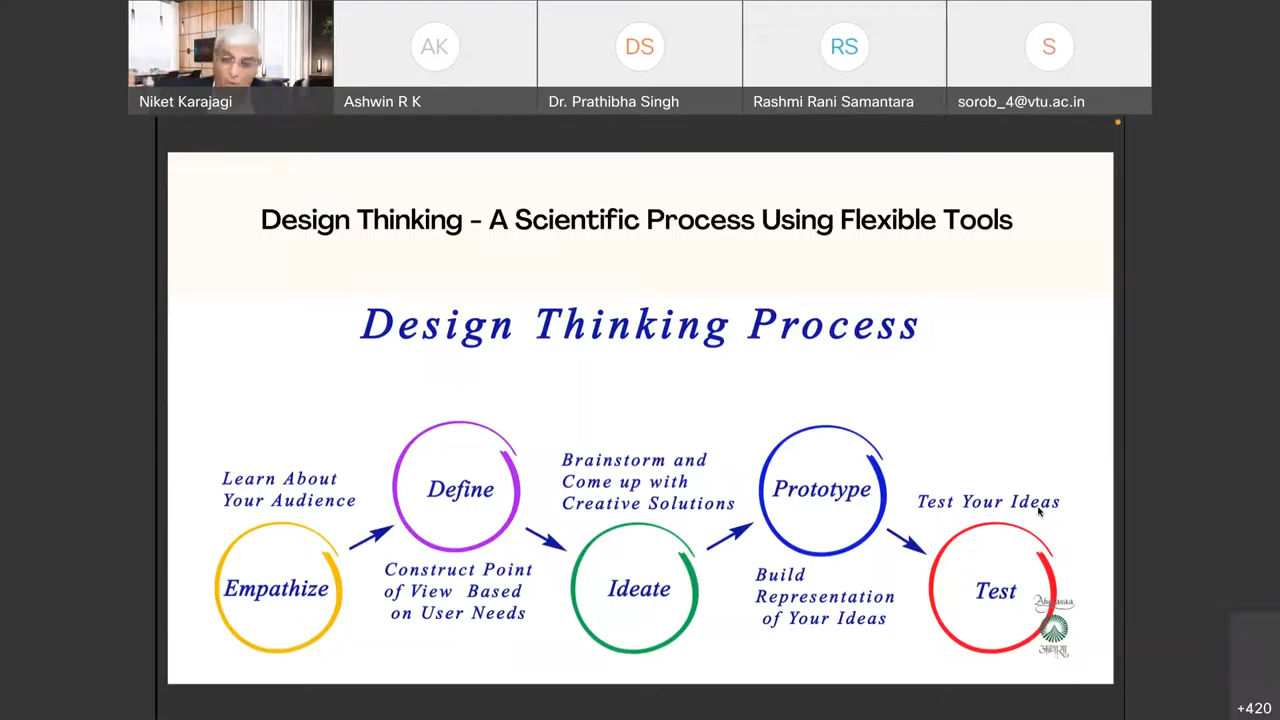 AK
DS
RS
S
Niket Karajagi
Ashwin R K
Dr. Prathibha Singh
Rashmi Rani Samantara
sorob_4@vtu.ac.in
Design Thinking - A Scientific Process Using Flexible Tools
Design Thinking Process
Learn About
Your Audience
Empathize
Define
Construct Point
of View Based
on User Needs
Brainstorm and
Come up with
Creative Solutions
Ideate
Prototype
Build
Representation
of Your Ideas
Test Your Ideas
Test
+420